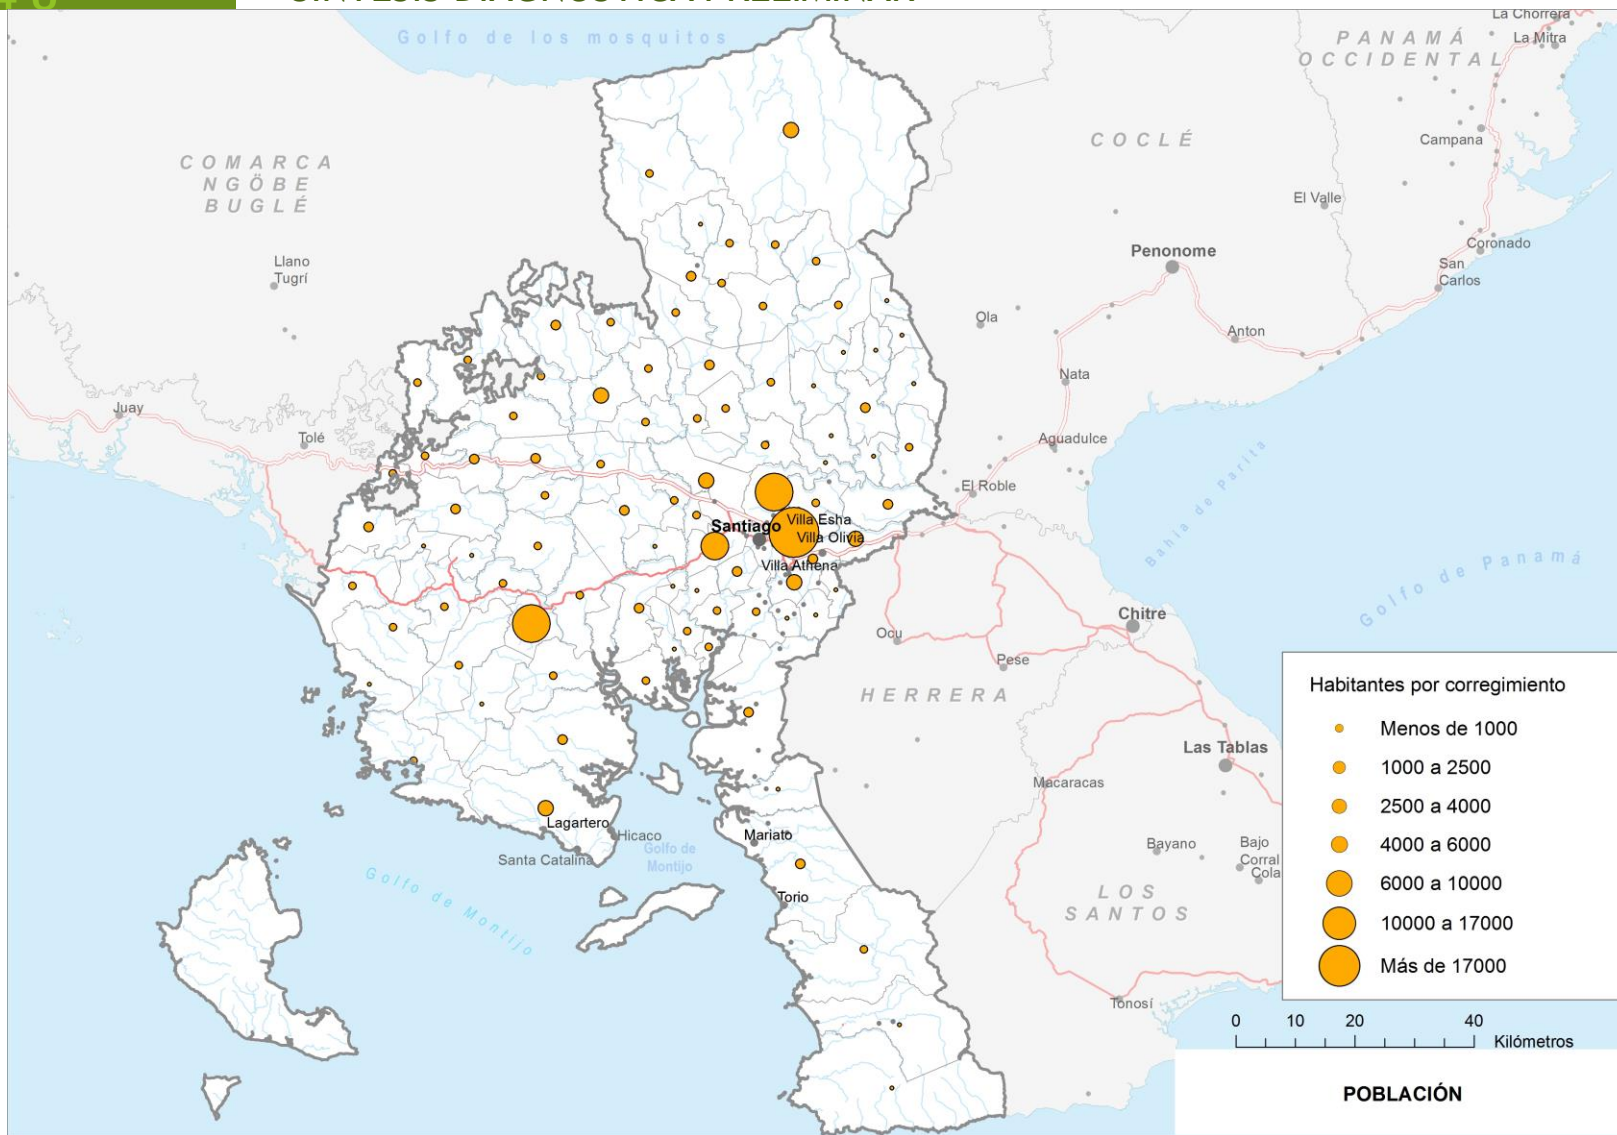 SÍNTESIS DIAGNÓSTICA PRELIMINAR
Golfo de los mosquitos
La Chorrera
La Mitra
PANAMÁ
OCCIDENTAL
Campana
COCLÉ
COMARCA
NGÖBE
BUGLÉ
El Valle
Coronado
San
Carlos
Penonome
Llano
Tugrí
Ola
Anton
Nata
Juay
Tolé
Aguadulce
El Roble
Bahia de Parita
Santiago
Villa Esha
Villa Olivia
Villa Athena
Golfo de Panamá
Chitre
Ocu
Pese
HERRERA
Las Tablas
Macaracas
Lagartero
Hicaco
Santa Catalina
Golfo de
Montijo
Mariato
Golfo de Montijo
Torio
Bayano
Bajo
Corral
Cola
LOS
SANTOS
Tonosí
Habitantes por corregimiento
Menos de 1000
1000 a 2500
2500 a 4000
4000 a 6000
6000 a 10000
10000 a 17000
Más de 17000
0 10 20 40
Kilómetros
POBLACIÓN